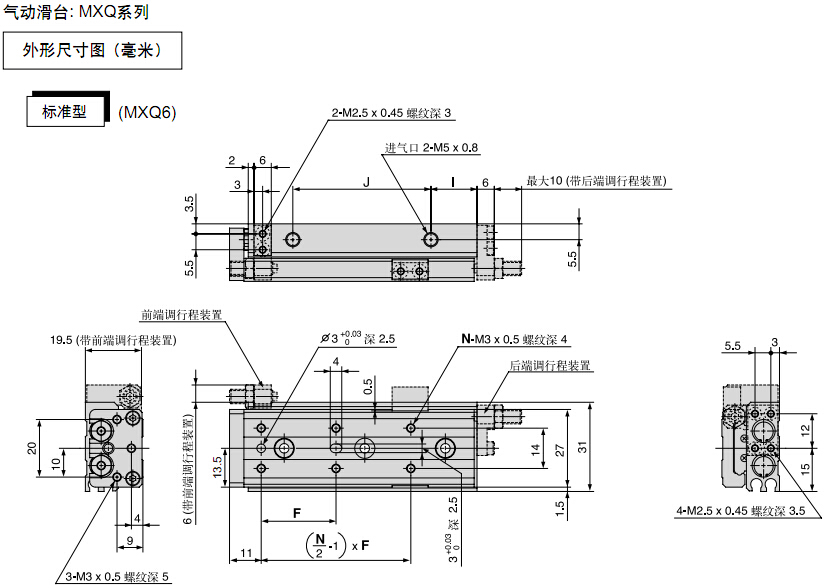 气动滑台: MXQ系列
外形尺寸图（毫米）
标准型 (MXQ6)
2-M2.5 x 0.45 螺纹深 3
进气口 2-M5 x 0.8
2 6
3
J I 6 最大10 (带后端调行程装置)
3.5
5.5
5.5
前端调行程装置
19.5 (带前端调行程装置)
ø3 +0.03 0 深 2.5
N-M3 x 0.5 螺纹深 4
后端调行程装置
4
0.5
5.5 3
20
10
6 (带前端调行程装置)
13.5
14
27
31
12
15
4
9
F
3 +0.03 0 深 2.5
1.5
4-M2.5 x 0.45 螺纹深 3.5
11
(N/2 -1) x F
3-M3 x 0.5 螺纹深 5